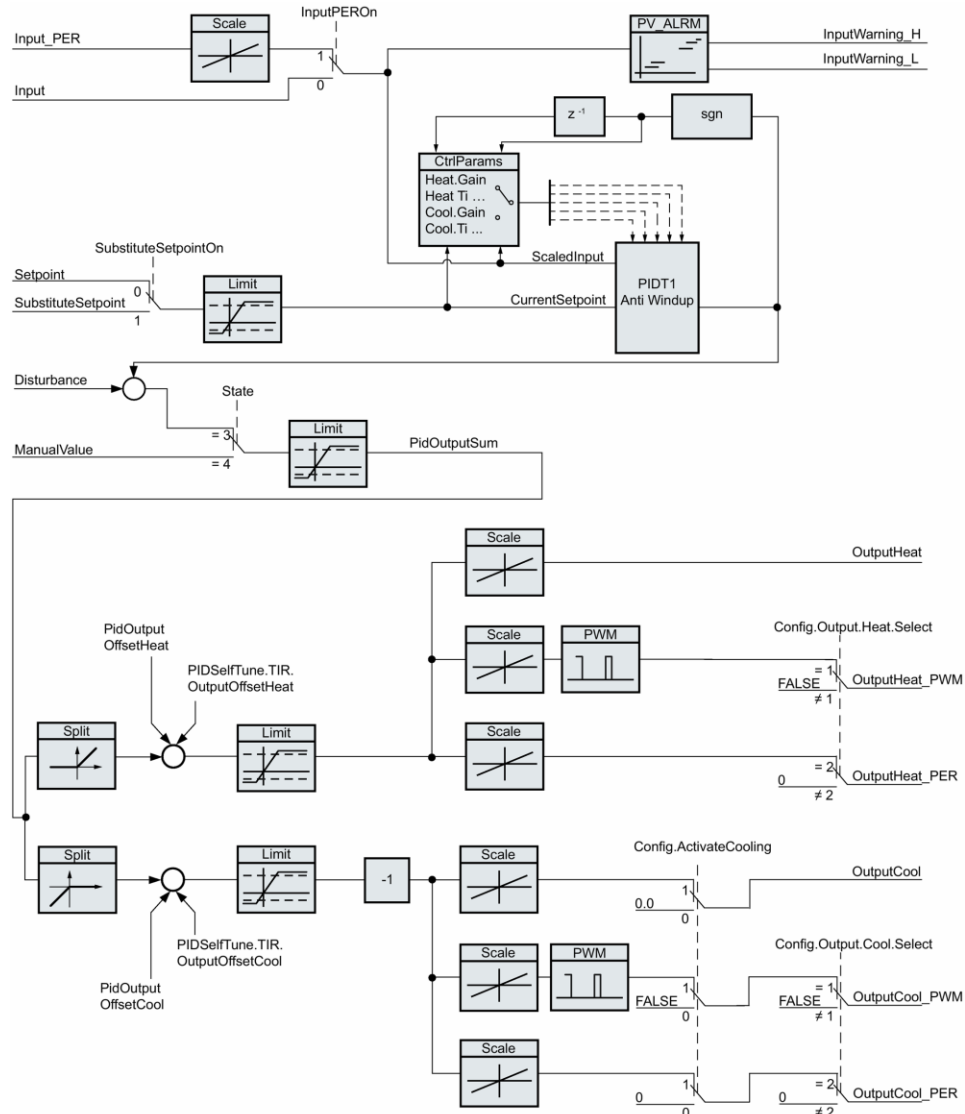 Scale
InputPEROn
PV_ALRM
Input_PER
InputWarning_H
1
InputWarning_L
Input
0
z -1
sgn
CtrlParams
Heat.Gain
Heat Ti ...
Cool.Gain
Cool.Ti ...
SubstituteSetpointOn
ScaledInput
Setpoint
Limit
PIDT1
Anti Windup
0
CurrentSetpoint
SubstituteSetpoint
1
Disturbance
State
= 3
Limit
PidOutputSum
ManualValue
= 4
Scale
OutputHeat
PidOutput
OffsetHeat
Scale
PWM
Config.Output.Heat.Select
PIDSelfTune.TIR.
OutputOffsetHeat
= 1
FALSE
OutputHeat_PWM
≠ 1
Split
Limit
Scale
= 2
OutputHeat_PER
0
≠ 2
Split
Limit
Scale
Config.ActivateCooling
OutputCool
-1
1
0.0
0
PIDSelfTune.TIR.
OutputOffsetCool
Scale
PWM
Config.Output.Cool.Select
PidOutput
OffsetCool
1
= 1
FALSE
FALSE
OutputCool_PWM
0
≠ 1
Scale
1
= 2
0
0
OutputCool_PER
0
≠ 2